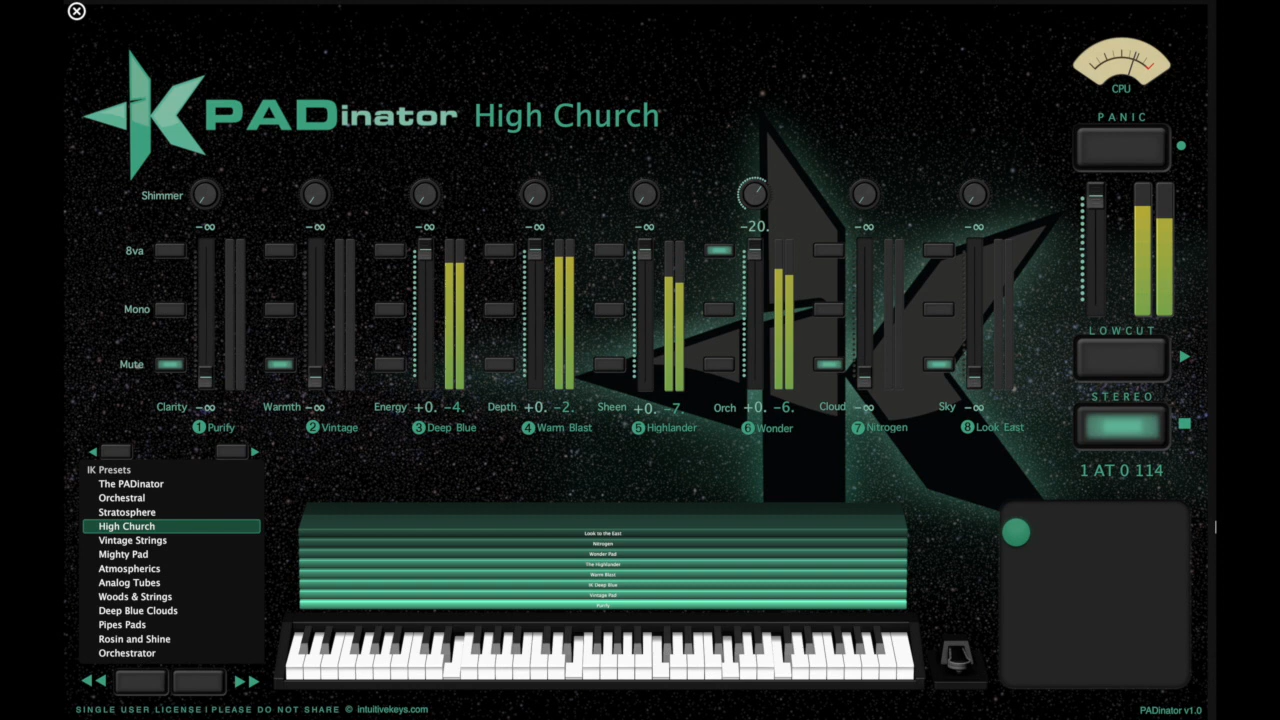 PADinator High Church
CPU
PANIC
Shimmer
-∞ -∞ -∞ -∞ -∞ -20. -∞ -∞
8va
Mono
LOWCUT
Mute
STEREO
Clarity -∞ Warmth -∞ Energy +0. -4. Depth +0. -2. Sheen +0. -7. Orch +0. -6. Cloud -∞ Sky -∞
1 Purify 2 Vintage 3 Deep Blue 4 Warm Blast 5 Highlander 6 Wonder 7 Nitrogen 8 Look East
1 AT 0 114
IK Presets
The PADinator
Orchestral
Stratosphere
High Church
Vintage Strings
Mighty Pad
Atmospherics
Analog Tubes
Woods & Strings
Deep Blue Clouds
Pipes Pads
Rosin and Shine
Orchestrator
Look to the East
Nitrogen
Wonder Pad
The Highlander
Warm Blast
IK Deep Blue
Vintage Pad
Purify
SINGLE USER LICENSE | PLEASE DO NOT SHARE © intuitivekeys.com
PADinator v1.0